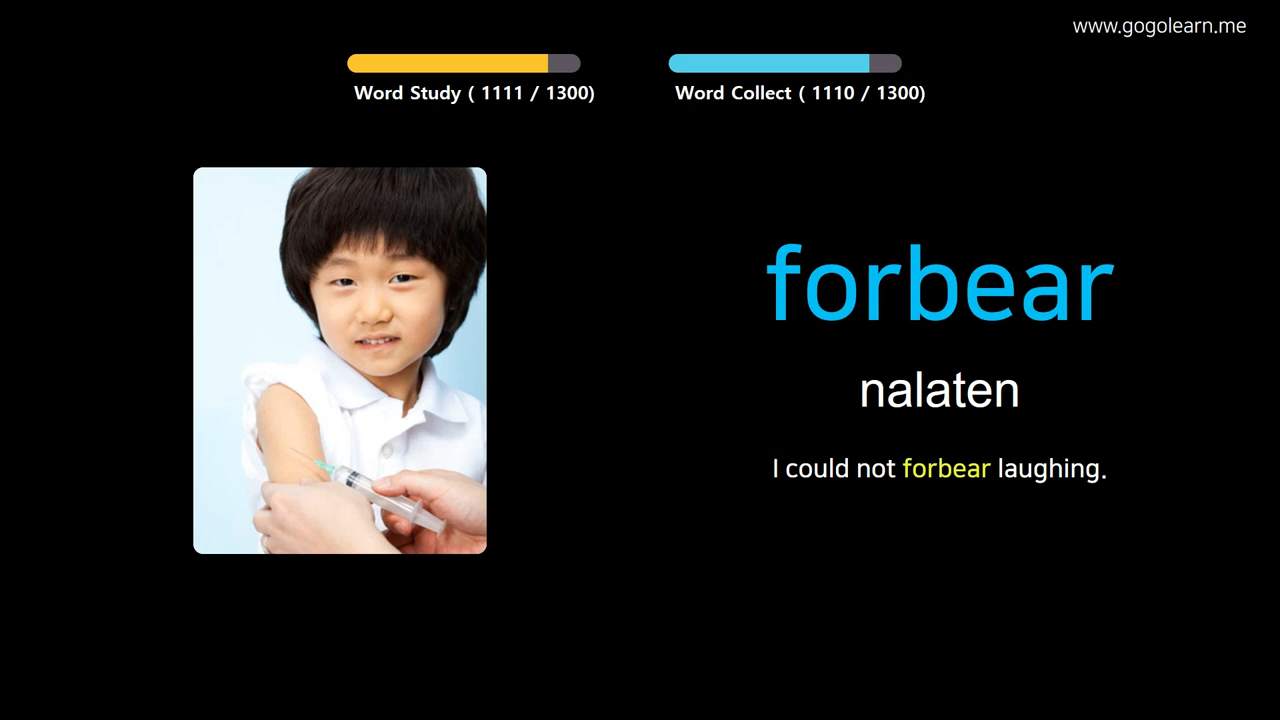 www.gogolearn.me
Word Study ( 1111 / 1300)
Word Collect ( 1110 / 1300)
forbear
nalaten
I could not forbear laughing.